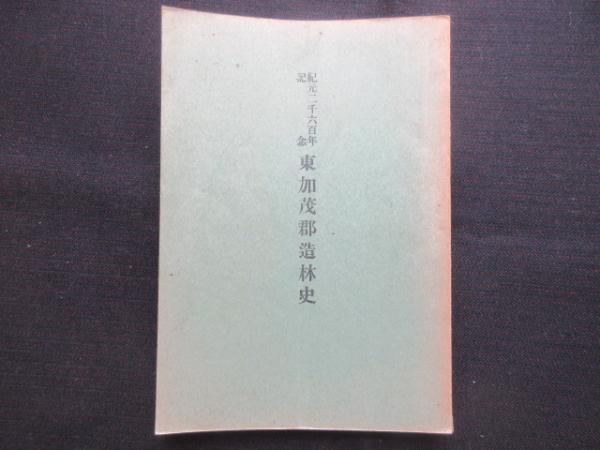 紀元二千六百年
記念
東加茂郡造林史